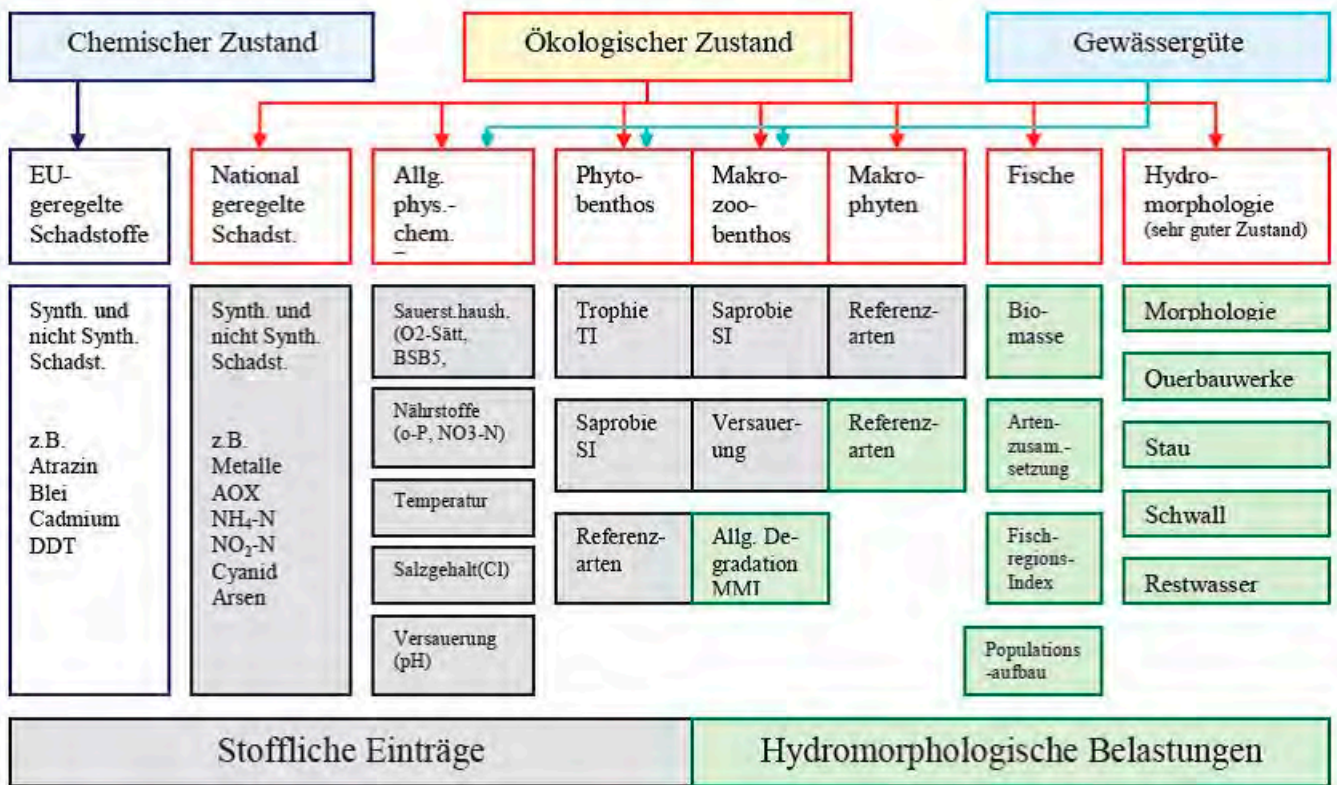 Chemischer Zustand
Ökologischer Zustand
Gewässergüte
EU-
geregelte
Schadstoffe
National
geregelte
Schadst.
Allg.
phys.-
chem.
Phyto-
benthos
Makro-
zoo-
benthos
Makro-
phyten
Fische
Hydro-
morphologie
(sehr guter Zustand)
Synth. und
nicht Synth.
Schadst.
z.B.
Atrazin
Blei
Cadmium
DDT
Synth. und
nicht Synth.
Schadst.
z.B.
Metalle
AOX
NH₄-N
NO₂-N
Cyanid
Arsen
Sauerst.haush.
(O2-Sätt,
BSB5,
Nährstoffe
(o-P, NO3-N)
Temperatur
Salzgehalt(Cl)
Versauerung
(pH)
Trophie
TI
Saprobie
SI
Referenz-
arten
Saprobie
SI
Versauer-
ung
Allg. De-
gradation
MMI
Referenz-
arten
Referenz-
arten
Bio-
masse
Arten-
zusam.-
setzung
Fisch-
regions-
Index
Populations
-aufbau
Morphologie
Querbauwerke
Stau
Schwall
Restwasser
Stoffliche Einträge
Hydromorphologische Belastungen